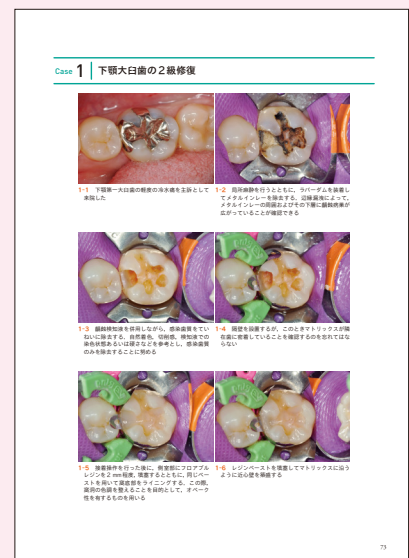 Case 1 下顎大臼歯の2級修復
1-1 下顎第一大臼歯の軽度の冷水痛を主訴として
来院した
1-2 局所麻酔を行うとともに，ラバーダムを装着し
てメタルインレーを除去する．辺縁漏洩によって，
メタルインレーの周囲およびその下層に齲蝕病巣が
広がっていることが確認できる
1-3 齲蝕検知液を併用しながら，感染歯質をてい
ねいに除去する．自然着色，切削感，検知液での
染色状態あるいは硬さなどを参考とし，感染歯質
のみを除去することに努める
1-4 隔壁を設置するが，このときマトリックスが隣
在歯に密着していることを確認するのを忘れてはな
らない
1-5 接着操作を行った後に，側室部にフロアブル
レジンを2 mm程度，填塞するとともに，同じペー
ストを用いて窩底部をライニングする．この際，
窩洞の色調を整えることを目的として，オペーク
性を有するものを用いる
1-6 レジンペーストを填塞してマトリックスに沿う
ように近心壁を築盛する
73